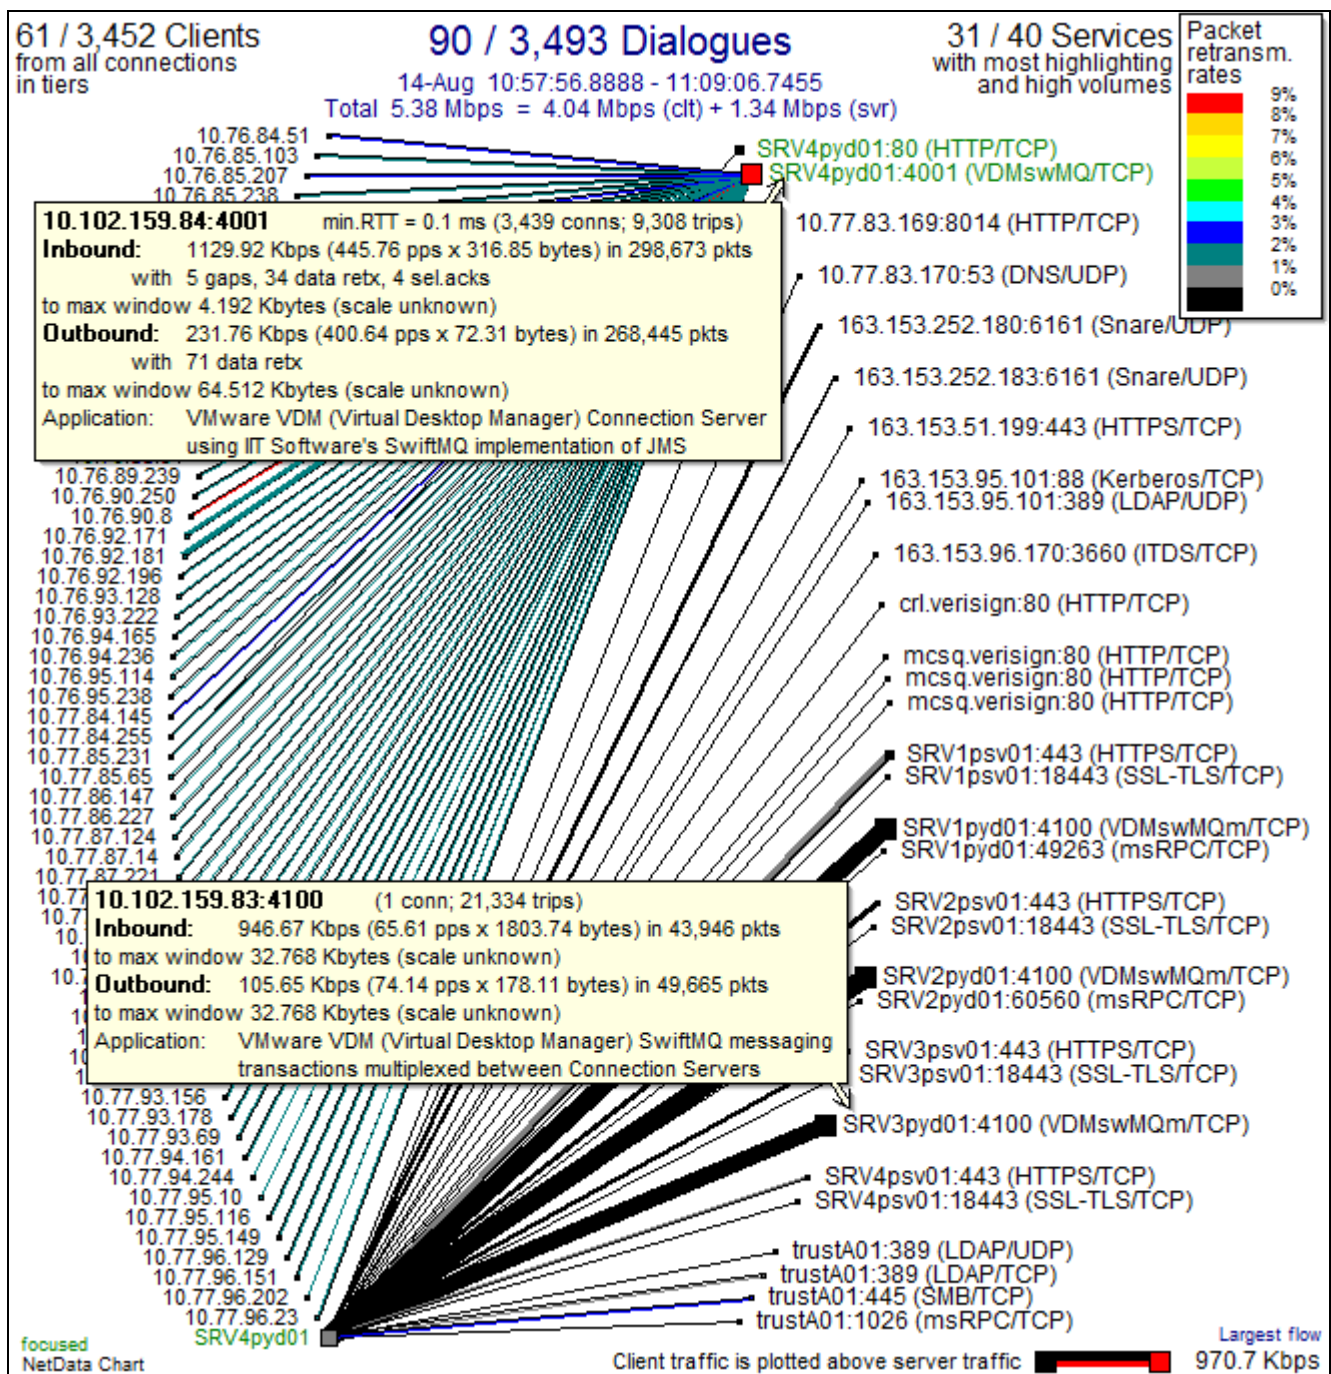 61 / 3,452 Clients
from all connections
in tiers
90 / 3,493 Dialogues
14-Aug 10:57:56.8888 - 11:09:06.7455
Total 5.38 Mbps = 4.04 Mbps (clt) + 1.34 Mbps (svr)
31 / 40 Services
with most highlighting
and high volumes
Packet
retransm.
rates
9%
8%
7%
6%
5%
4%
3%
2%
1%
0%
10.76.84.51
10.76.85.103
10.76.85.207
10.76.85.238
SRV4pyd01:80 (HTTP/TCP)
SRV4pyd01:4001 (VDMswMQ/TCP)
10.77.83.169:8014 (HTTP/TCP)
10.77.83.170:53 (DNS/UDP)
163.153.252.180:6161 (Snare/UDP)
163.153.252.183:6161 (Snare/UDP)
163.153.51.199:443 (HTTPS/TCP)
163.153.95.101:88 (Kerberos/TCP)
163.153.95.101:389 (LDAP/UDP)
163.153.96.170:3660 (ITDS/TCP)
crl.verisign:80 (HTTP/TCP)
mcsq.verisign:80 (HTTP/TCP)
mcsq.verisign:80 (HTTP/TCP)
mcsq.verisign:80 (HTTP/TCP)
SRV1psv01:443 (HTTPS/TCP)
SRV1psv01:18443 (SSL-TLS/TCP)
SRV1pyd01:4100 (VDMswMQm/TCP)
SRV1pyd01:49263 (msRPC/TCP)
SRV2psv01:443 (HTTPS/TCP)
SRV2psv01:18443 (SSL-TLS/TCP)
SRV2pyd01:4100 (VDMswMQm/TCP)
SRV2pyd01:60560 (msRPC/TCP)
SRV3psv01:443 (HTTPS/TCP)
SRV3psv01:18443 (SSL-TLS/TCP)
SRV3pyd01:4100 (VDMswMQm/TCP)
SRV4psv01:443 (HTTPS/TCP)
SRV4psv01:18443 (SSL-TLS/TCP)
trustA01:389 (LDAP/UDP)
trustA01:389 (LDAP/TCP)
trustA01:445 (SMB/TCP)
trustA01:1026 (msRPC/TCP)
10.102.159.84:4001 min.RTT = 0.1 ms (3,439 conns; 9,308 trips)
Inbound: 1129.92 Kbps (445.76 pps x 316.85 bytes) in 298,673 pkts
with 5 gaps, 34 data retx, 4 sel.acks
to max window 4.192 Kbytes (scale unknown)
Outbound: 231.76 Kbps (400.64 pps x 72.31 bytes) in 268,445 pkts
with 71 data retx
to max window 64.512 Kbytes (scale unknown)
Application: VMware VDM (Virtual Desktop Manager) Connection Server
using IIT Software's SwiftMQ implementation of JMS
10.76.89.239
10.76.90.250
10.76.90.8
10.76.92.171
10.76.92.181
10.76.92.196
10.76.93.128
10.76.93.222
10.76.94.165
10.76.94.236
10.76.95.114
10.76.95.238
10.77.84.145
10.77.84.255
10.77.85.231
10.77.85.65
10.77.86.147
10.77.86.227
10.77.87.124
10.77.87.14
10.77.87.221
10.102.159.83:4100 (1 conn; 21,334 trips)
Inbound: 946.67 Kbps (65.61 pps x 1803.74 bytes) in 43,946 pkts
to max window 32.768 Kbytes (scale unknown)
Outbound: 105.65 Kbps (74.14 pps x 178.11 bytes) in 49,665 pkts
to max window 32.768 Kbytes (scale unknown)
Application: VMware VDM (Virtual Desktop Manager) SwiftMQ messaging
transactions multiplexed between Connection Servers
10.77.93.156
10.77.93.178
10.77.93.69
10.77.94.161
10.77.94.244
10.77.95.10
10.77.95.116
10.77.95.149
10.77.96.129
10.77.96.151
10.77.96.202
10.77.96.23
SRV4pyd01
focused
NetData Chart
Client traffic is plotted above server traffic
Largest flow
970.7 Kbps